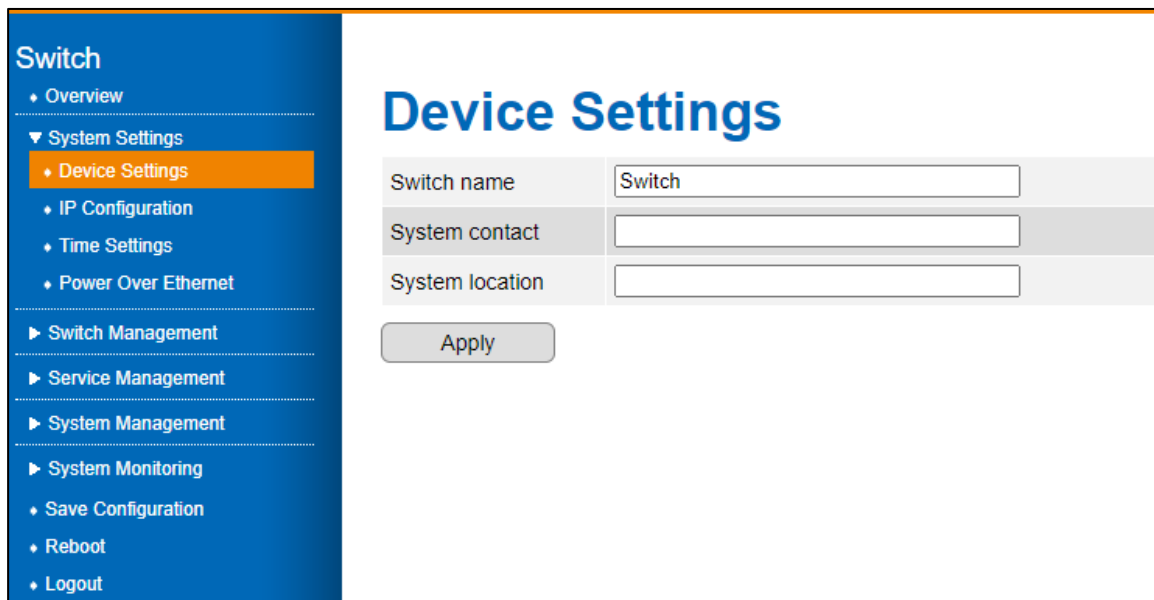 Switch
Overview
System Settings
Device Settings
IP Configuration
Time Settings
Power Over Ethernet
Switch Management
Service Management
System Management
System Monitoring
Save Configuration
Reboot
Logout
Device Settings
Switch name Switch
System contact
System location
Apply